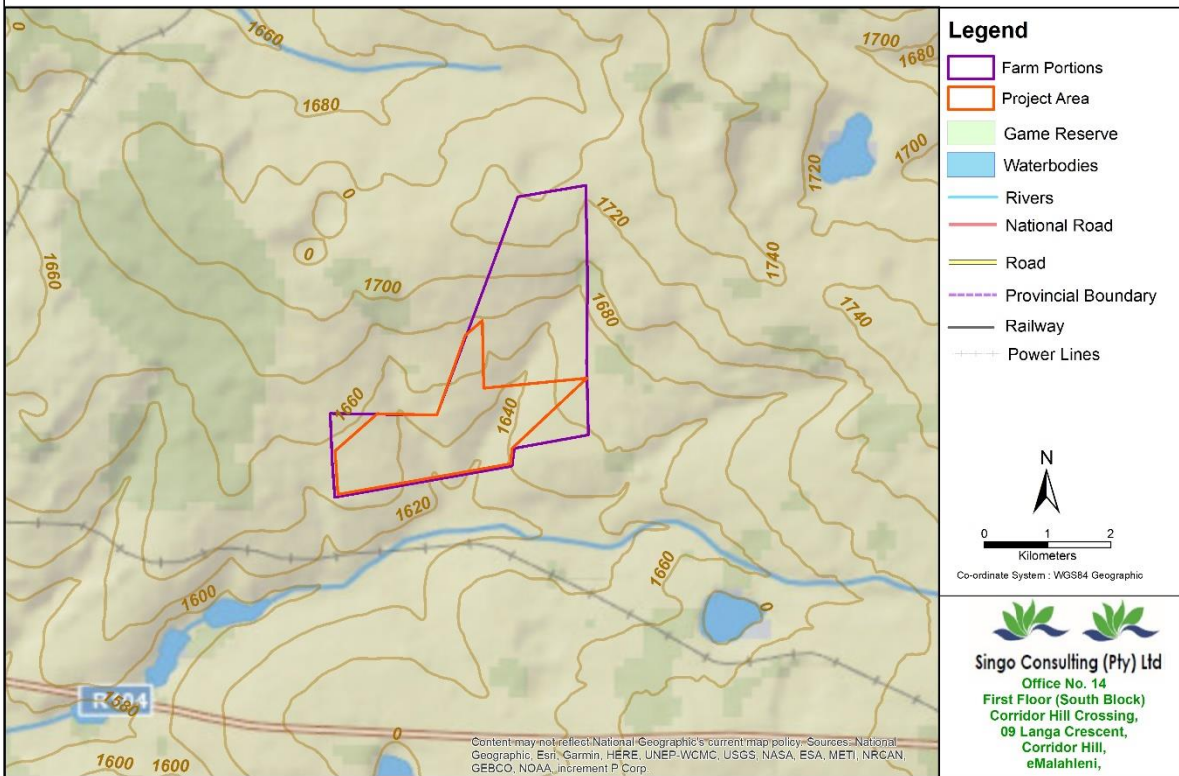 1660
1700
1680
1680
0
1720
1700
0
0
1720
1740
1660
1700
1680
1740
1660
1640
1620
1660
0
1600
1580
0
1600 1600
Content may not reflect National Geographic's current map policy. Sources: National
Geographic, Esri, Garmin, HERE, UNEP-WCMC, USGS, NASA, ESA, METI, NRCAN,
GEBCO, NOAA, increment P Corp
Legend
Farm Portions
Project Area
Game Reserve
Waterbodies
Rivers
National Road
Road
Provincial Boundary
Railway
Power Lines
N
0 1 2
Kilometers
Co-ordinate System : WGS84 Geographic
Singo Consulting (Pty) Ltd
Office No. 14
First Floor (South Block)
Corridor Hill Crossing,
09 Langa Crescent,
Corridor Hill,
eMalahleni,